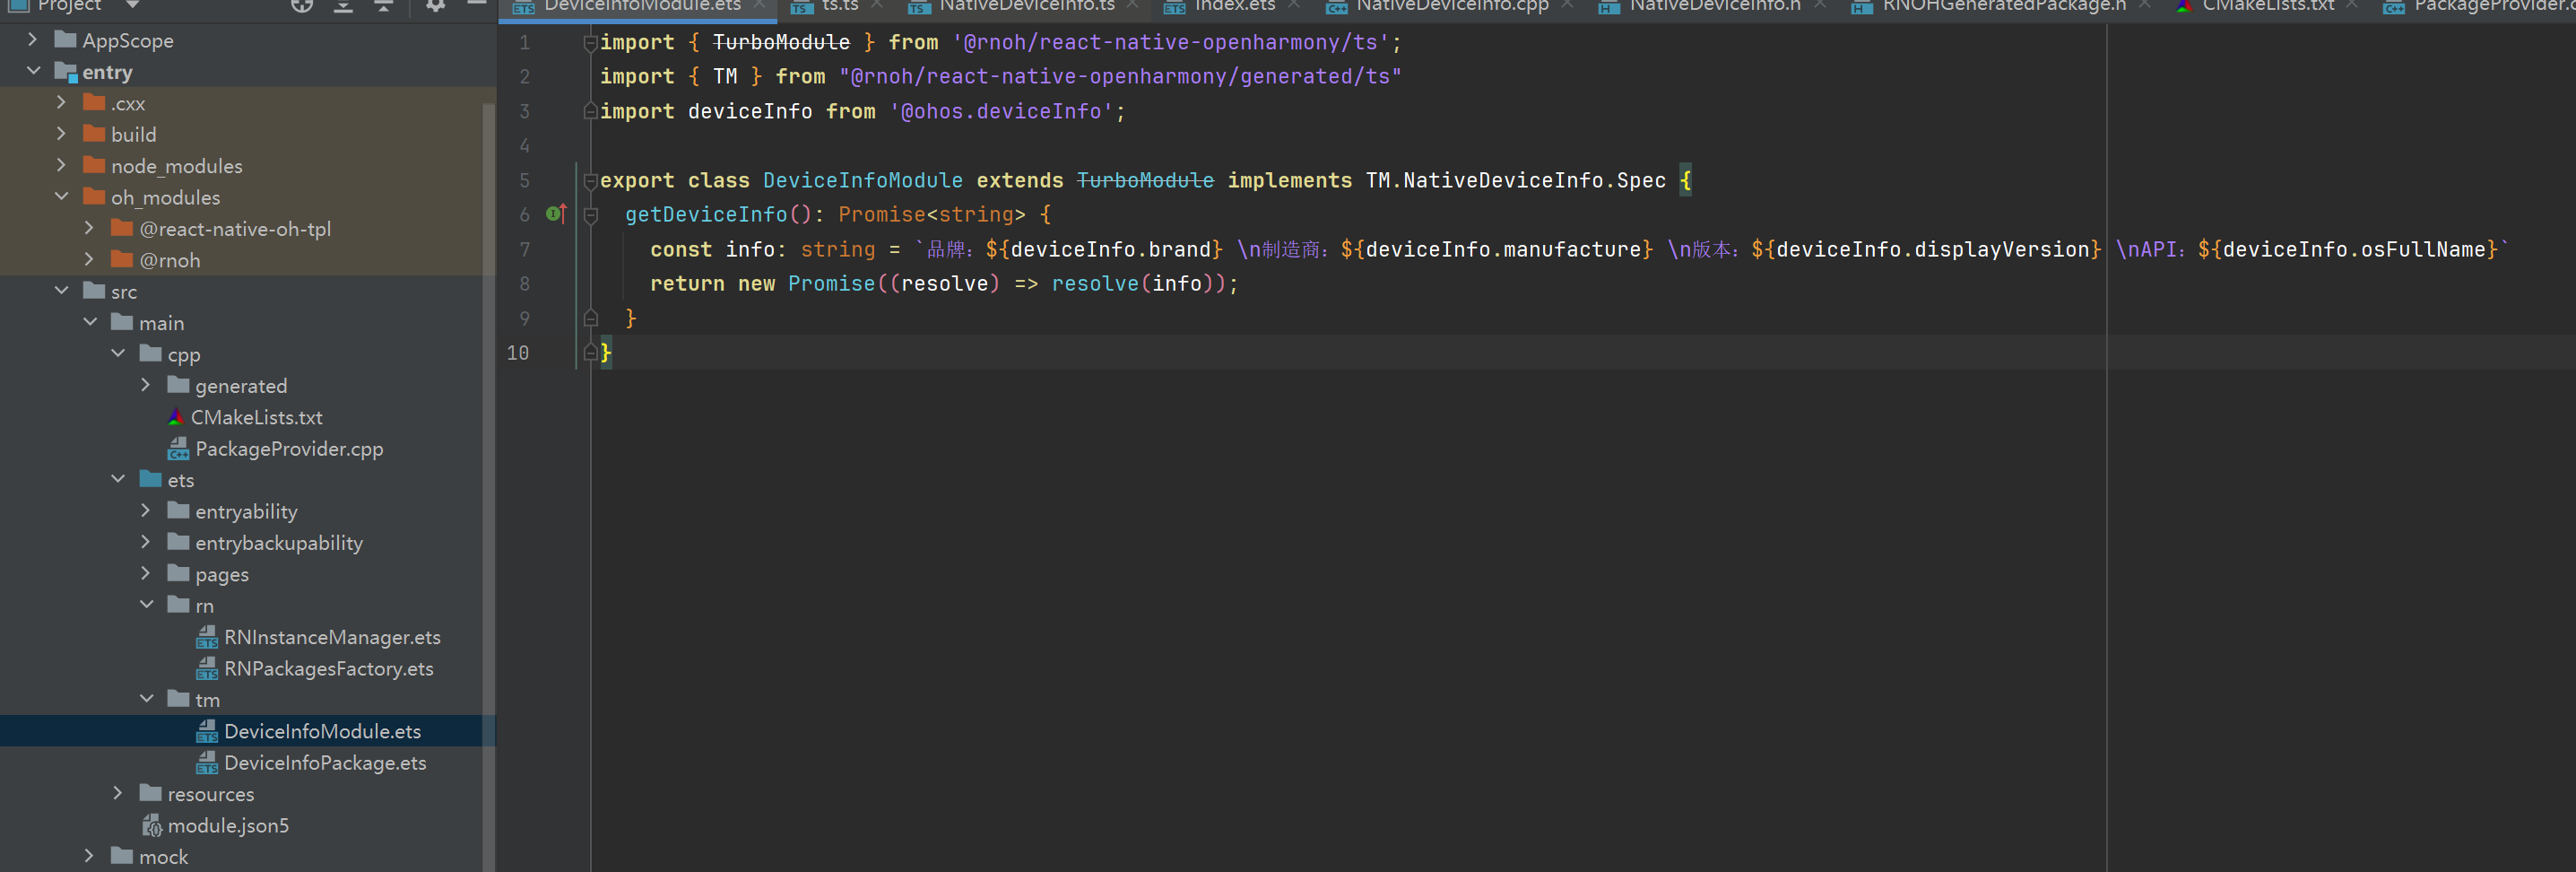 Project
DeviceInfoModule.ets
ts.ts
NativeDeviceInfo.ts
Index.ets
NativeDeviceInfo.cpp
NativeDeviceInfo.h
RNOHGeneratedPackage.h
CMakeLists.txt
PackageProvider.c
AppScope
entry
.cxx
build
node_modules
oh_modules
@react-native-oh-tpl
@rnoh
src
main
cpp
generated
CMakeLists.txt
PackageProvider.cpp
ets
entryability
entrybackupability
pages
rn
RNInstanceManager.ets
RNPackagesFactory.ets
tm
DeviceInfoModule.ets
DeviceInfoPackage.ets
resources
module.json5
mock
1 import { TurboModule } from '@rnoh/react-native-openharmony/ts';
2 import { TM } from "@rnoh/react-native-openharmony/generated/ts"
3 import deviceInfo from '@ohos.deviceInfo';
4
5 export class DeviceInfoModule extends TurboModule implements TM.NativeDeviceInfo.Spec {
6 getDeviceInfo(): Promise<string> {
7 const info: string = `品牌：${deviceInfo.brand} \n制造商：${deviceInfo.manufacture} \n版本：${deviceInfo.displayVersion} \nAPI：${deviceInfo.osFullName}`
8 return new Promise((resolve) => resolve(info));
9 }
10 }